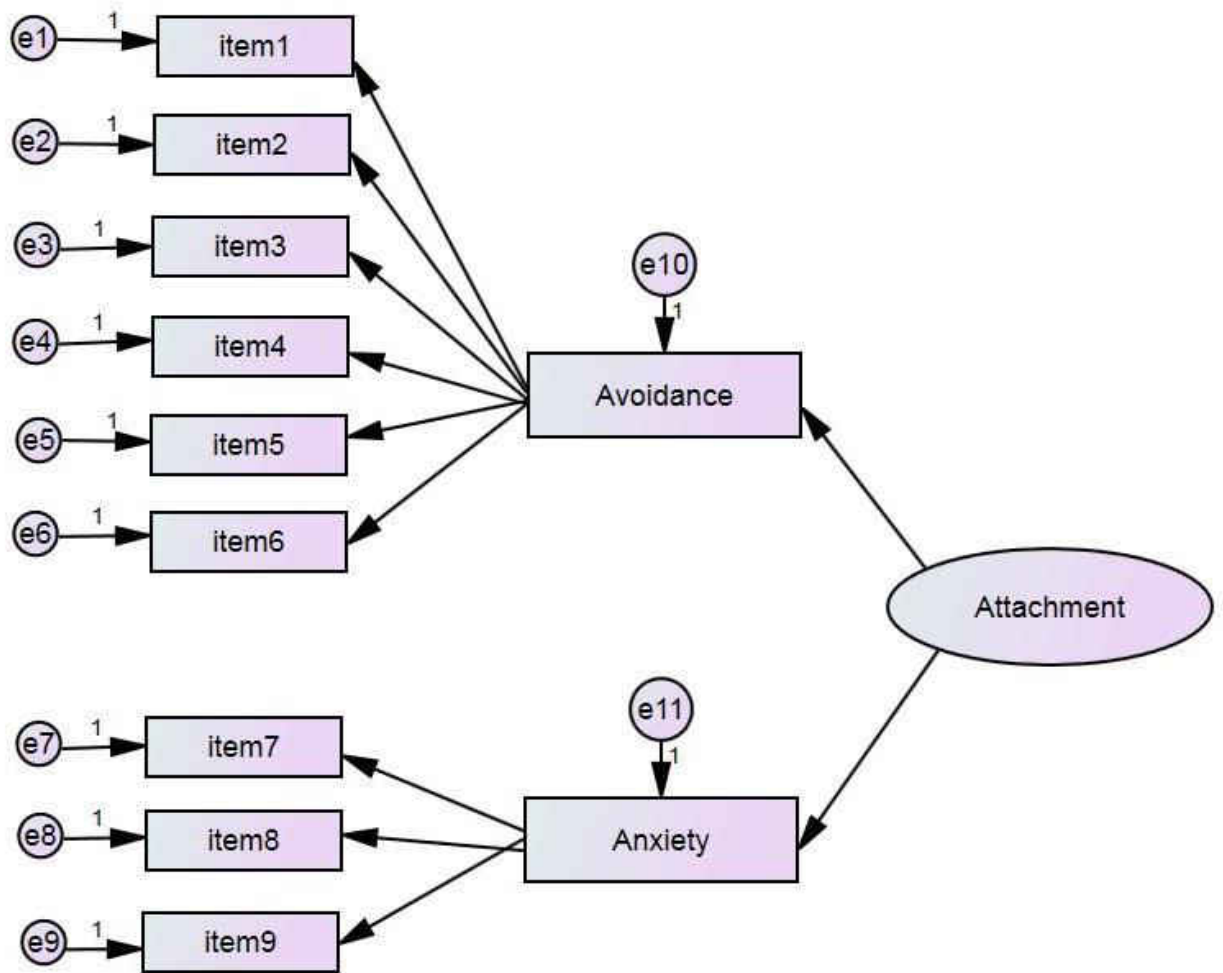 e1
1
item1
e2
1
item2
e3
1
item3
e4
1
item4
e5
1
item5
e6
1
item6
e10
1
Avoidance
Attachment
e7
1
item7
e8
1
item8
e9
1
item9
e11
1
Anxiety